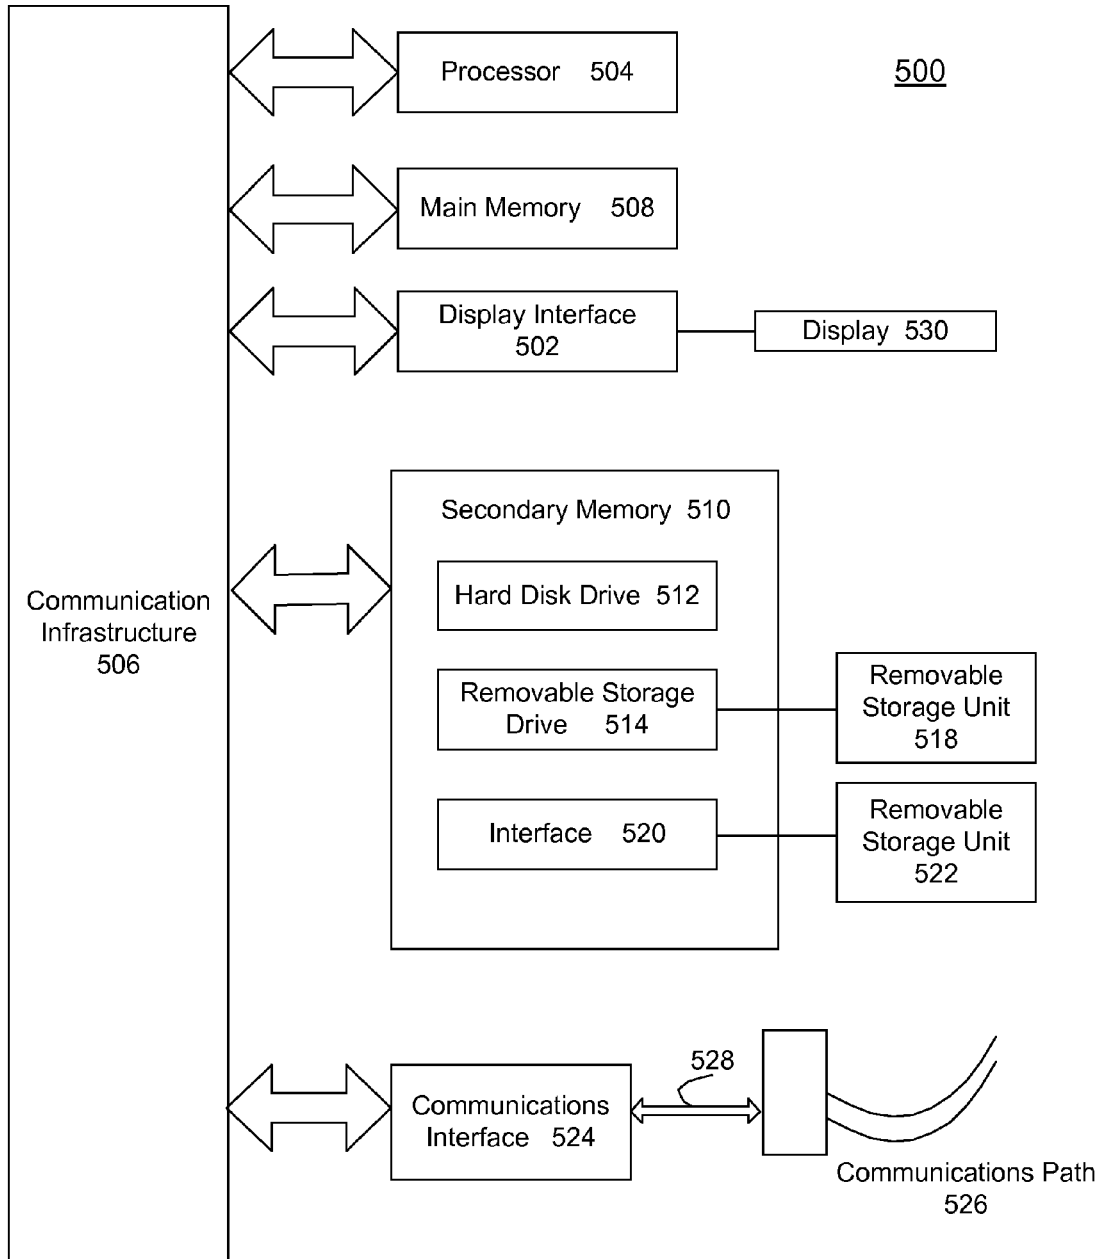 Processor 504
500
Main Memory 508
Display Interface
502
Display 530
Secondary Memory 510
Hard Disk Drive 512
Communication
Infrastructure
506
Removable Storage
Drive 514
Removable
Storage Unit
518
Interface 520
Removable
Storage Unit
522
528
Communications
Interface 524
Communications Path
526